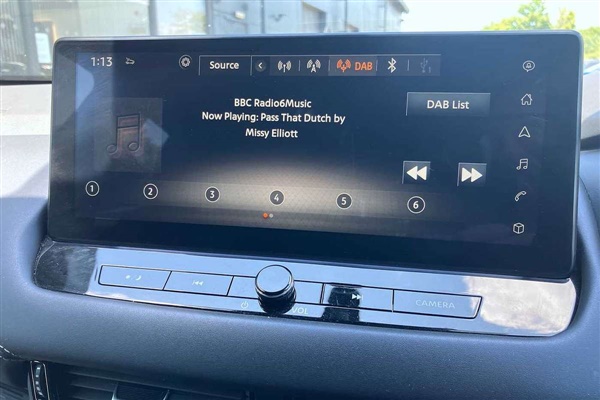 1:13
Source
A
DAB
BBC Radio6Music
DAB List
Now Playing: Pass That Dutch by
Missy Elliott
1 2 3 4 5 6
VOL
CAMERA